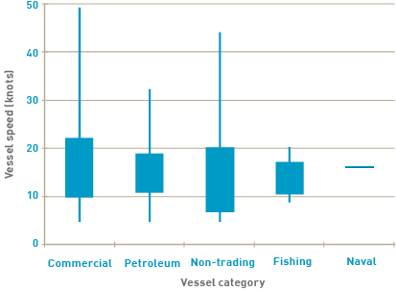 Vessel speed (knots)
50
40
30
20
10
0
Commercial Petroleum Non-trading Fishing Naval
Vessel category